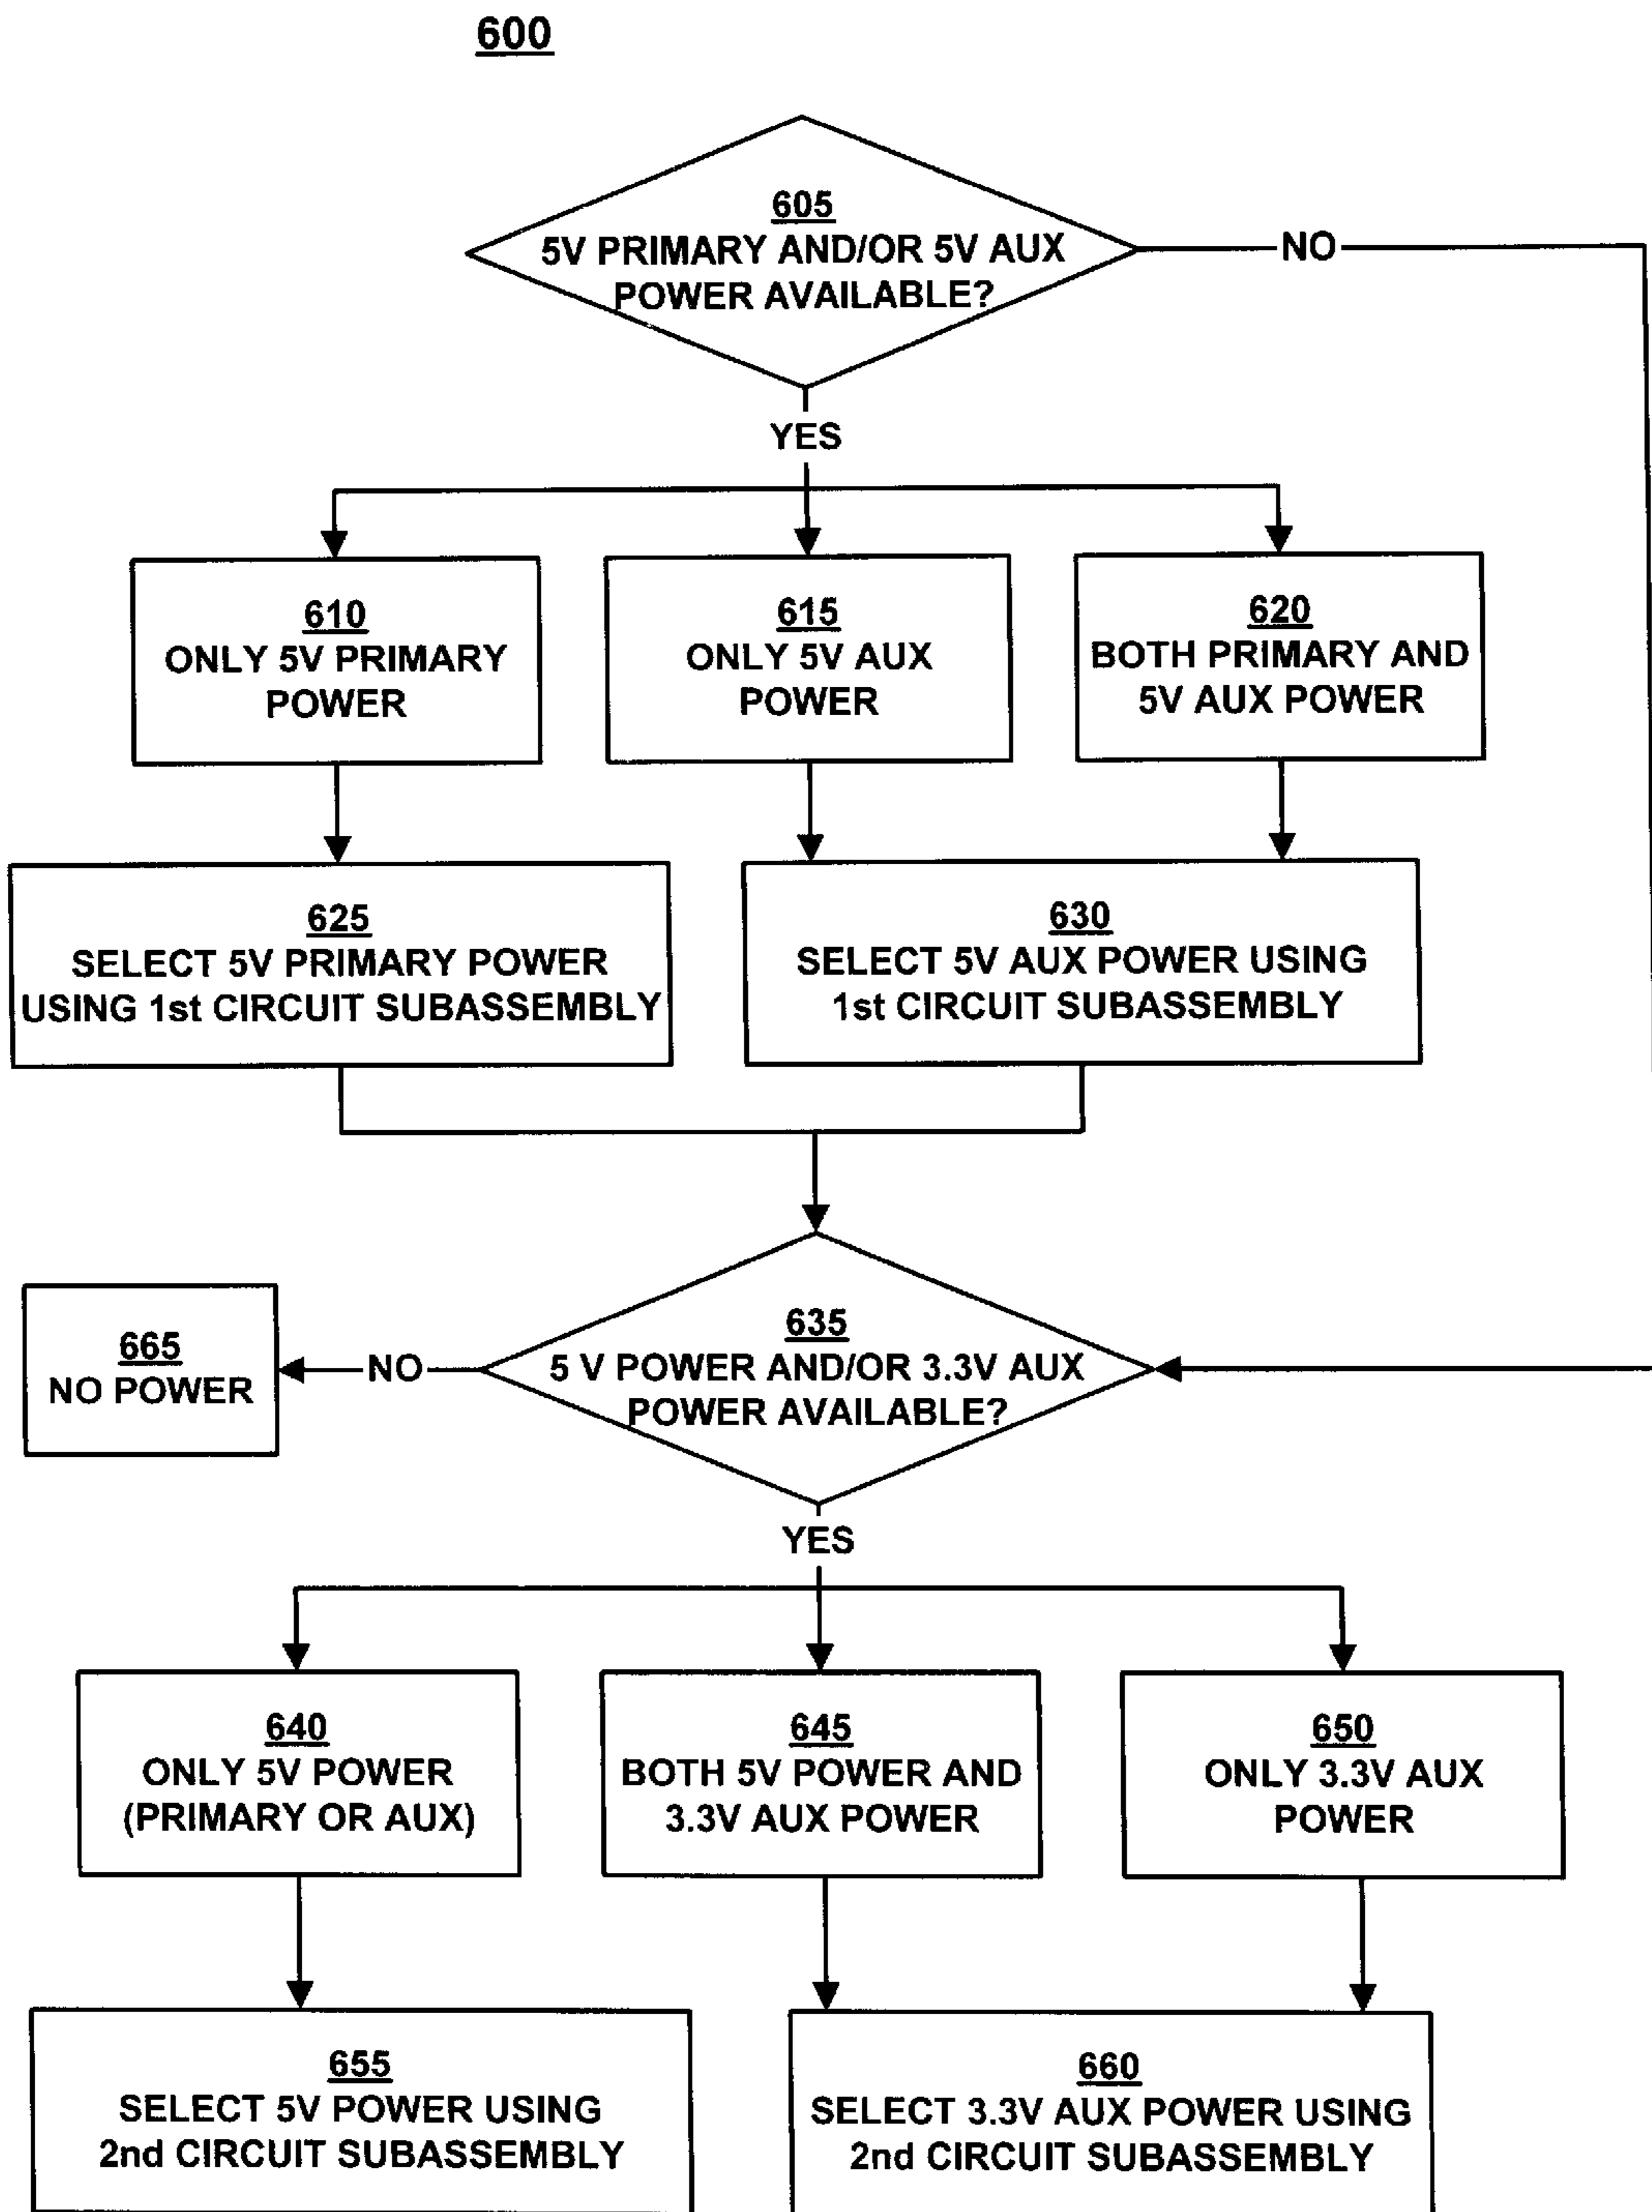 600
605
5V PRIMARY AND/OR 5V AUX
POWER AVAILABLE?
NO
YES
610
ONLY 5V PRIMARY
POWER
615
ONLY 5V AUX
POWER
620
BOTH PRIMARY AND
5V AUX POWER
625
SELECT 5V PRIMARY POWER
USING 1st CIRCUIT SUBASSEMBLY
630
SELECT 5V AUX POWER USING
1st CIRCUIT SUBASSEMBLY
665
NO POWER
NO
635
5 V POWER AND/OR 3.3V AUX
POWER AVAILABLE?
YES
640
ONLY 5V POWER
(PRIMARY OR AUX)
645
BOTH 5V POWER AND
3.3V AUX POWER
650
ONLY 3.3V AUX
POWER
655
SELECT 5V POWER USING
2nd CIRCUIT SUBASSEMBLY
660
SELECT 3.3V AUX POWER USING
2nd CIRCUIT SUBASSEMBLY